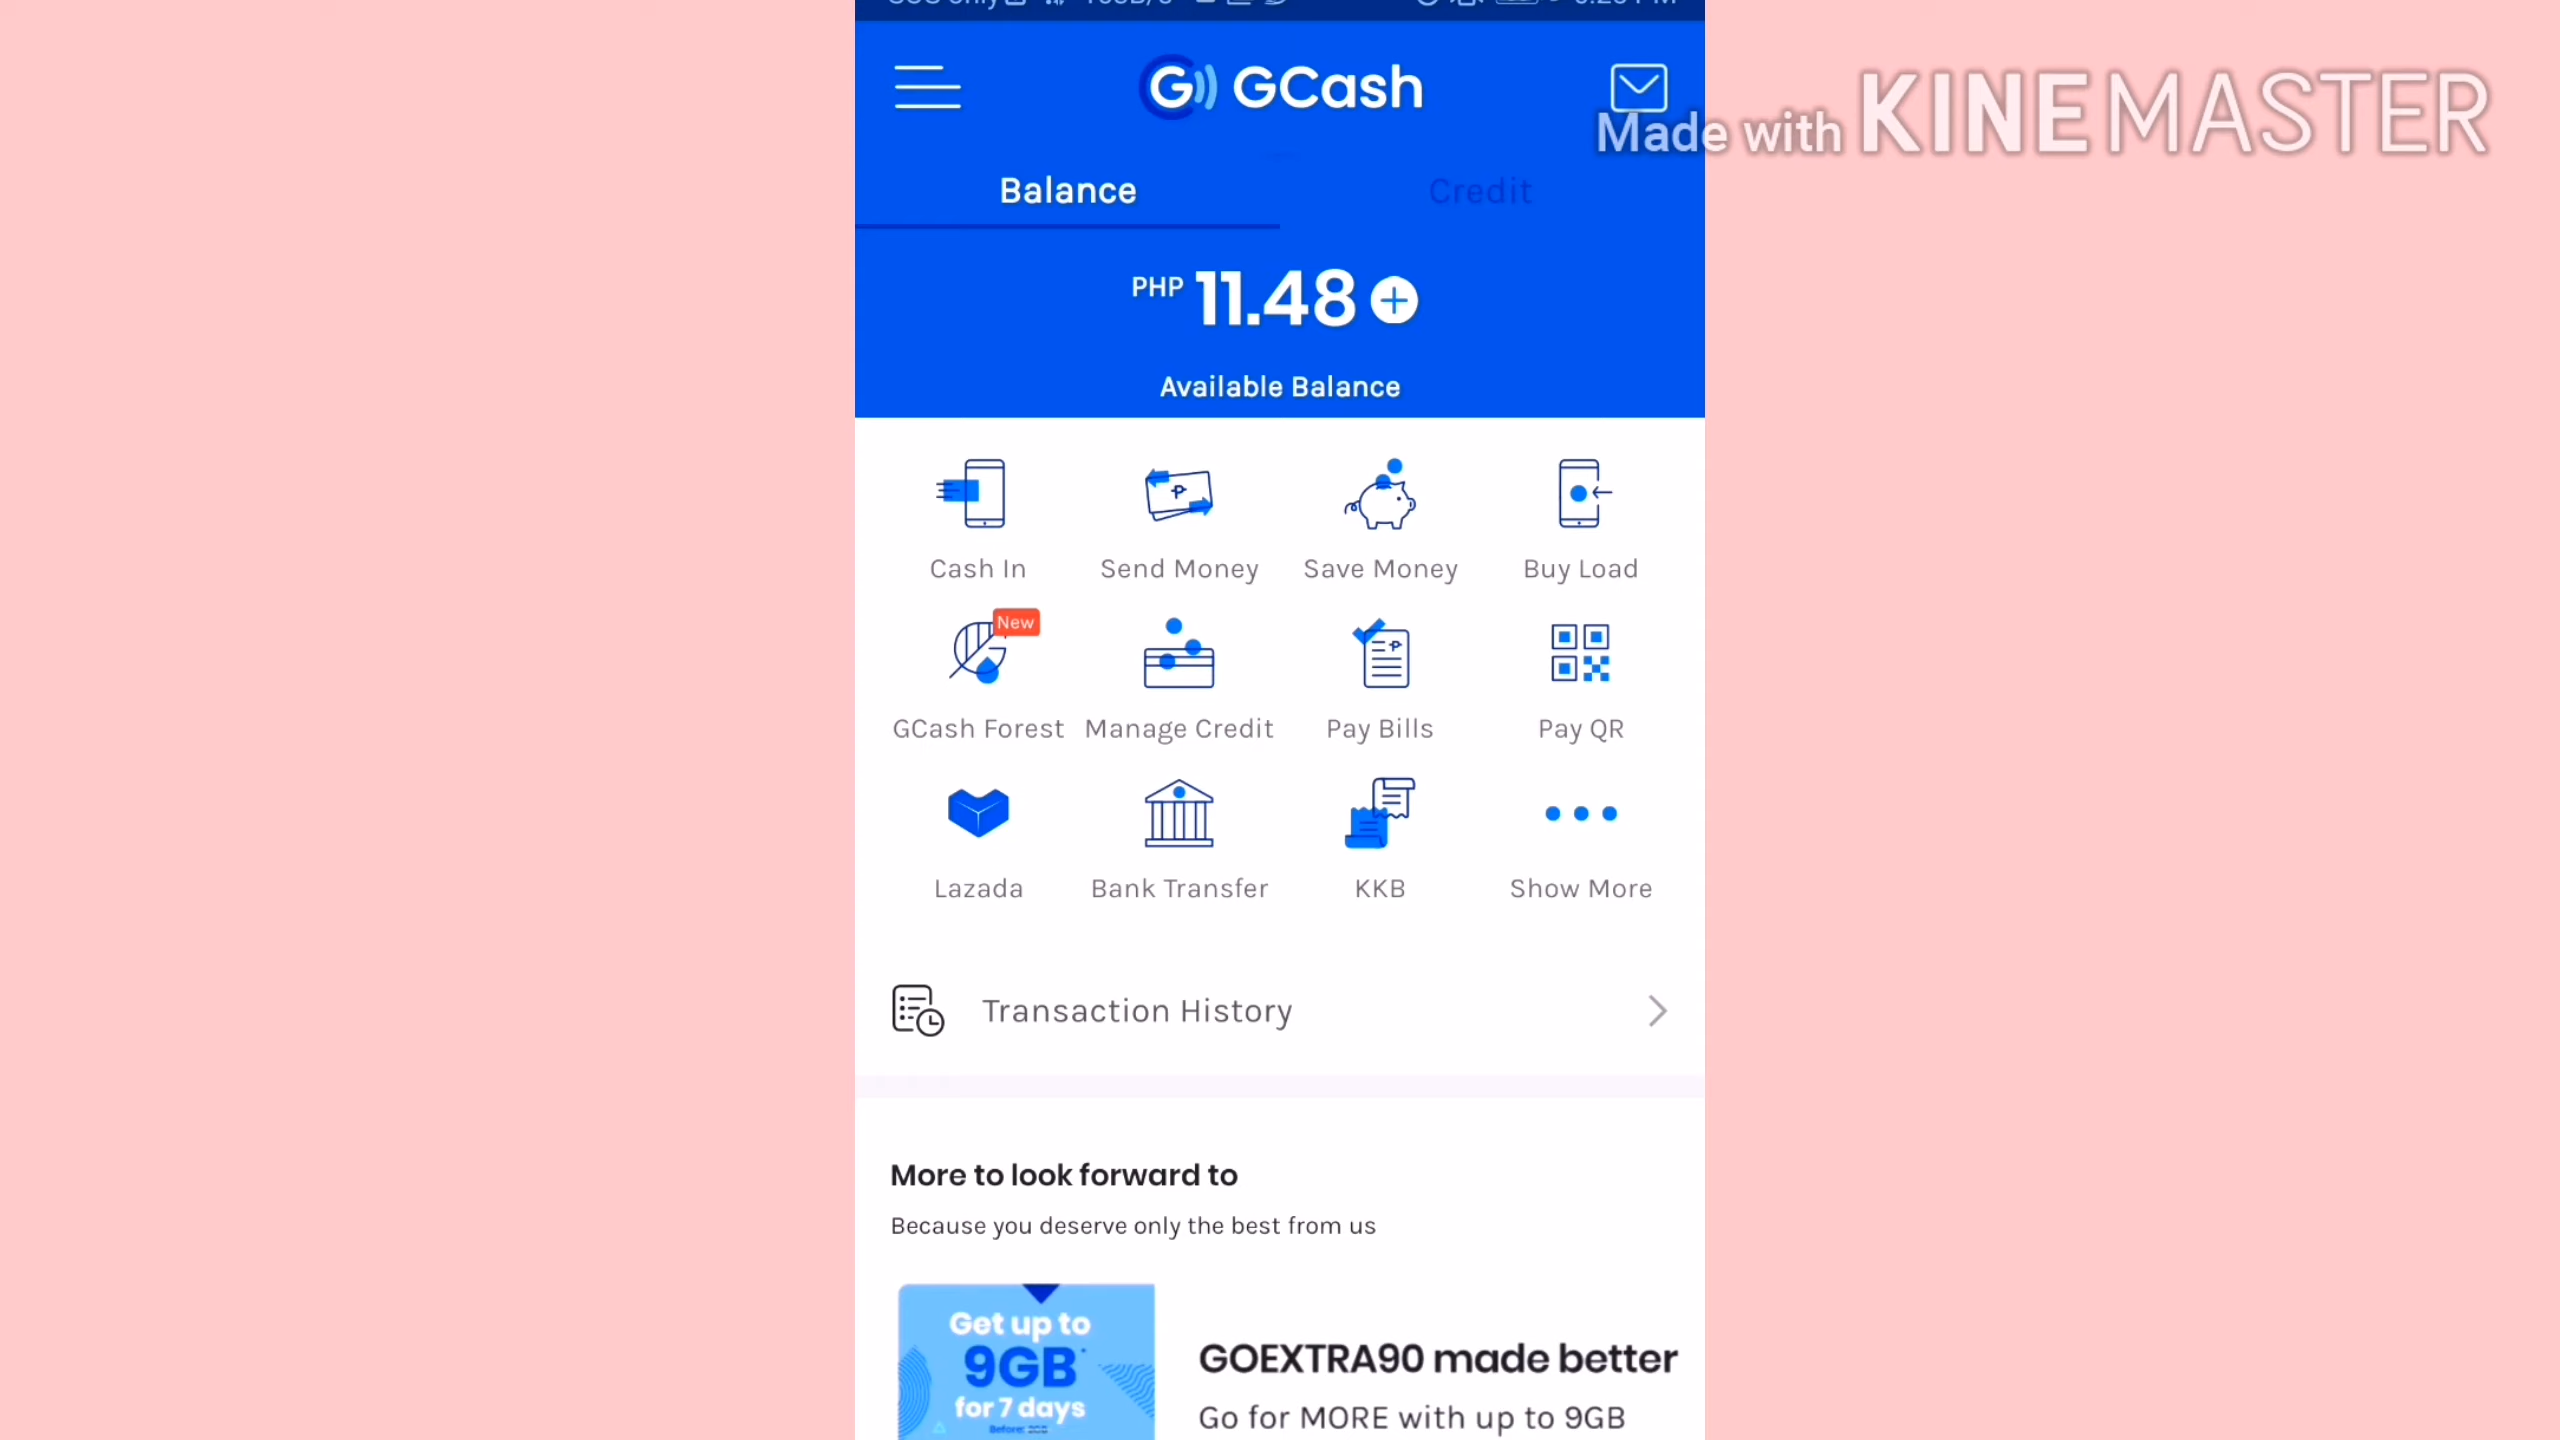 GCash
Made with KINEMASTER
Balance
Credit
PHP 11.48
Available Balance
Cash In
Send Money
Save Money
Buy Load
New
GCash Forest
Manage Credit
Pay Bills
Pay QR
Lazada
Bank Transfer
KKB
Show More
Transaction History
More to look forward to
Because you deserve only the best from us
Get up to
9GB*
for 7 days
GOEXTRA90 made better
Go for MORE with up to 9GB